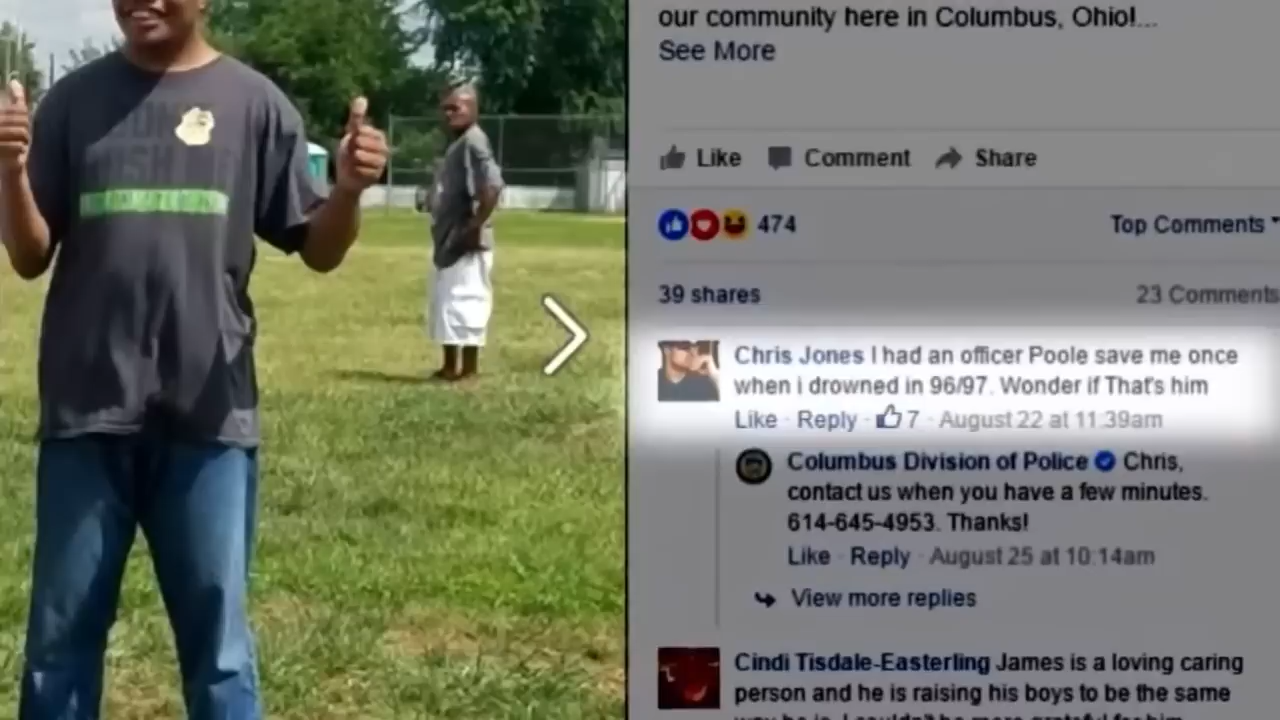 our community here in Columbus, Ohio!...
See More
Like Comment Share
474 Top Comments
39 shares 23 Comments
Chris Jones I had an officer Poole save me once
when i drowned in 96/97. Wonder if That's him
Like · Reply · 7 · August 22 at 11:39am
Columbus Division of Police Chris,
contact us when you have a few minutes.
614-645-4953. Thanks!
Like · Reply · August 25 at 10:14am
View more replies
Cindi Tisdale-Easterling James is a loving caring
person and he is raising his boys to be the same